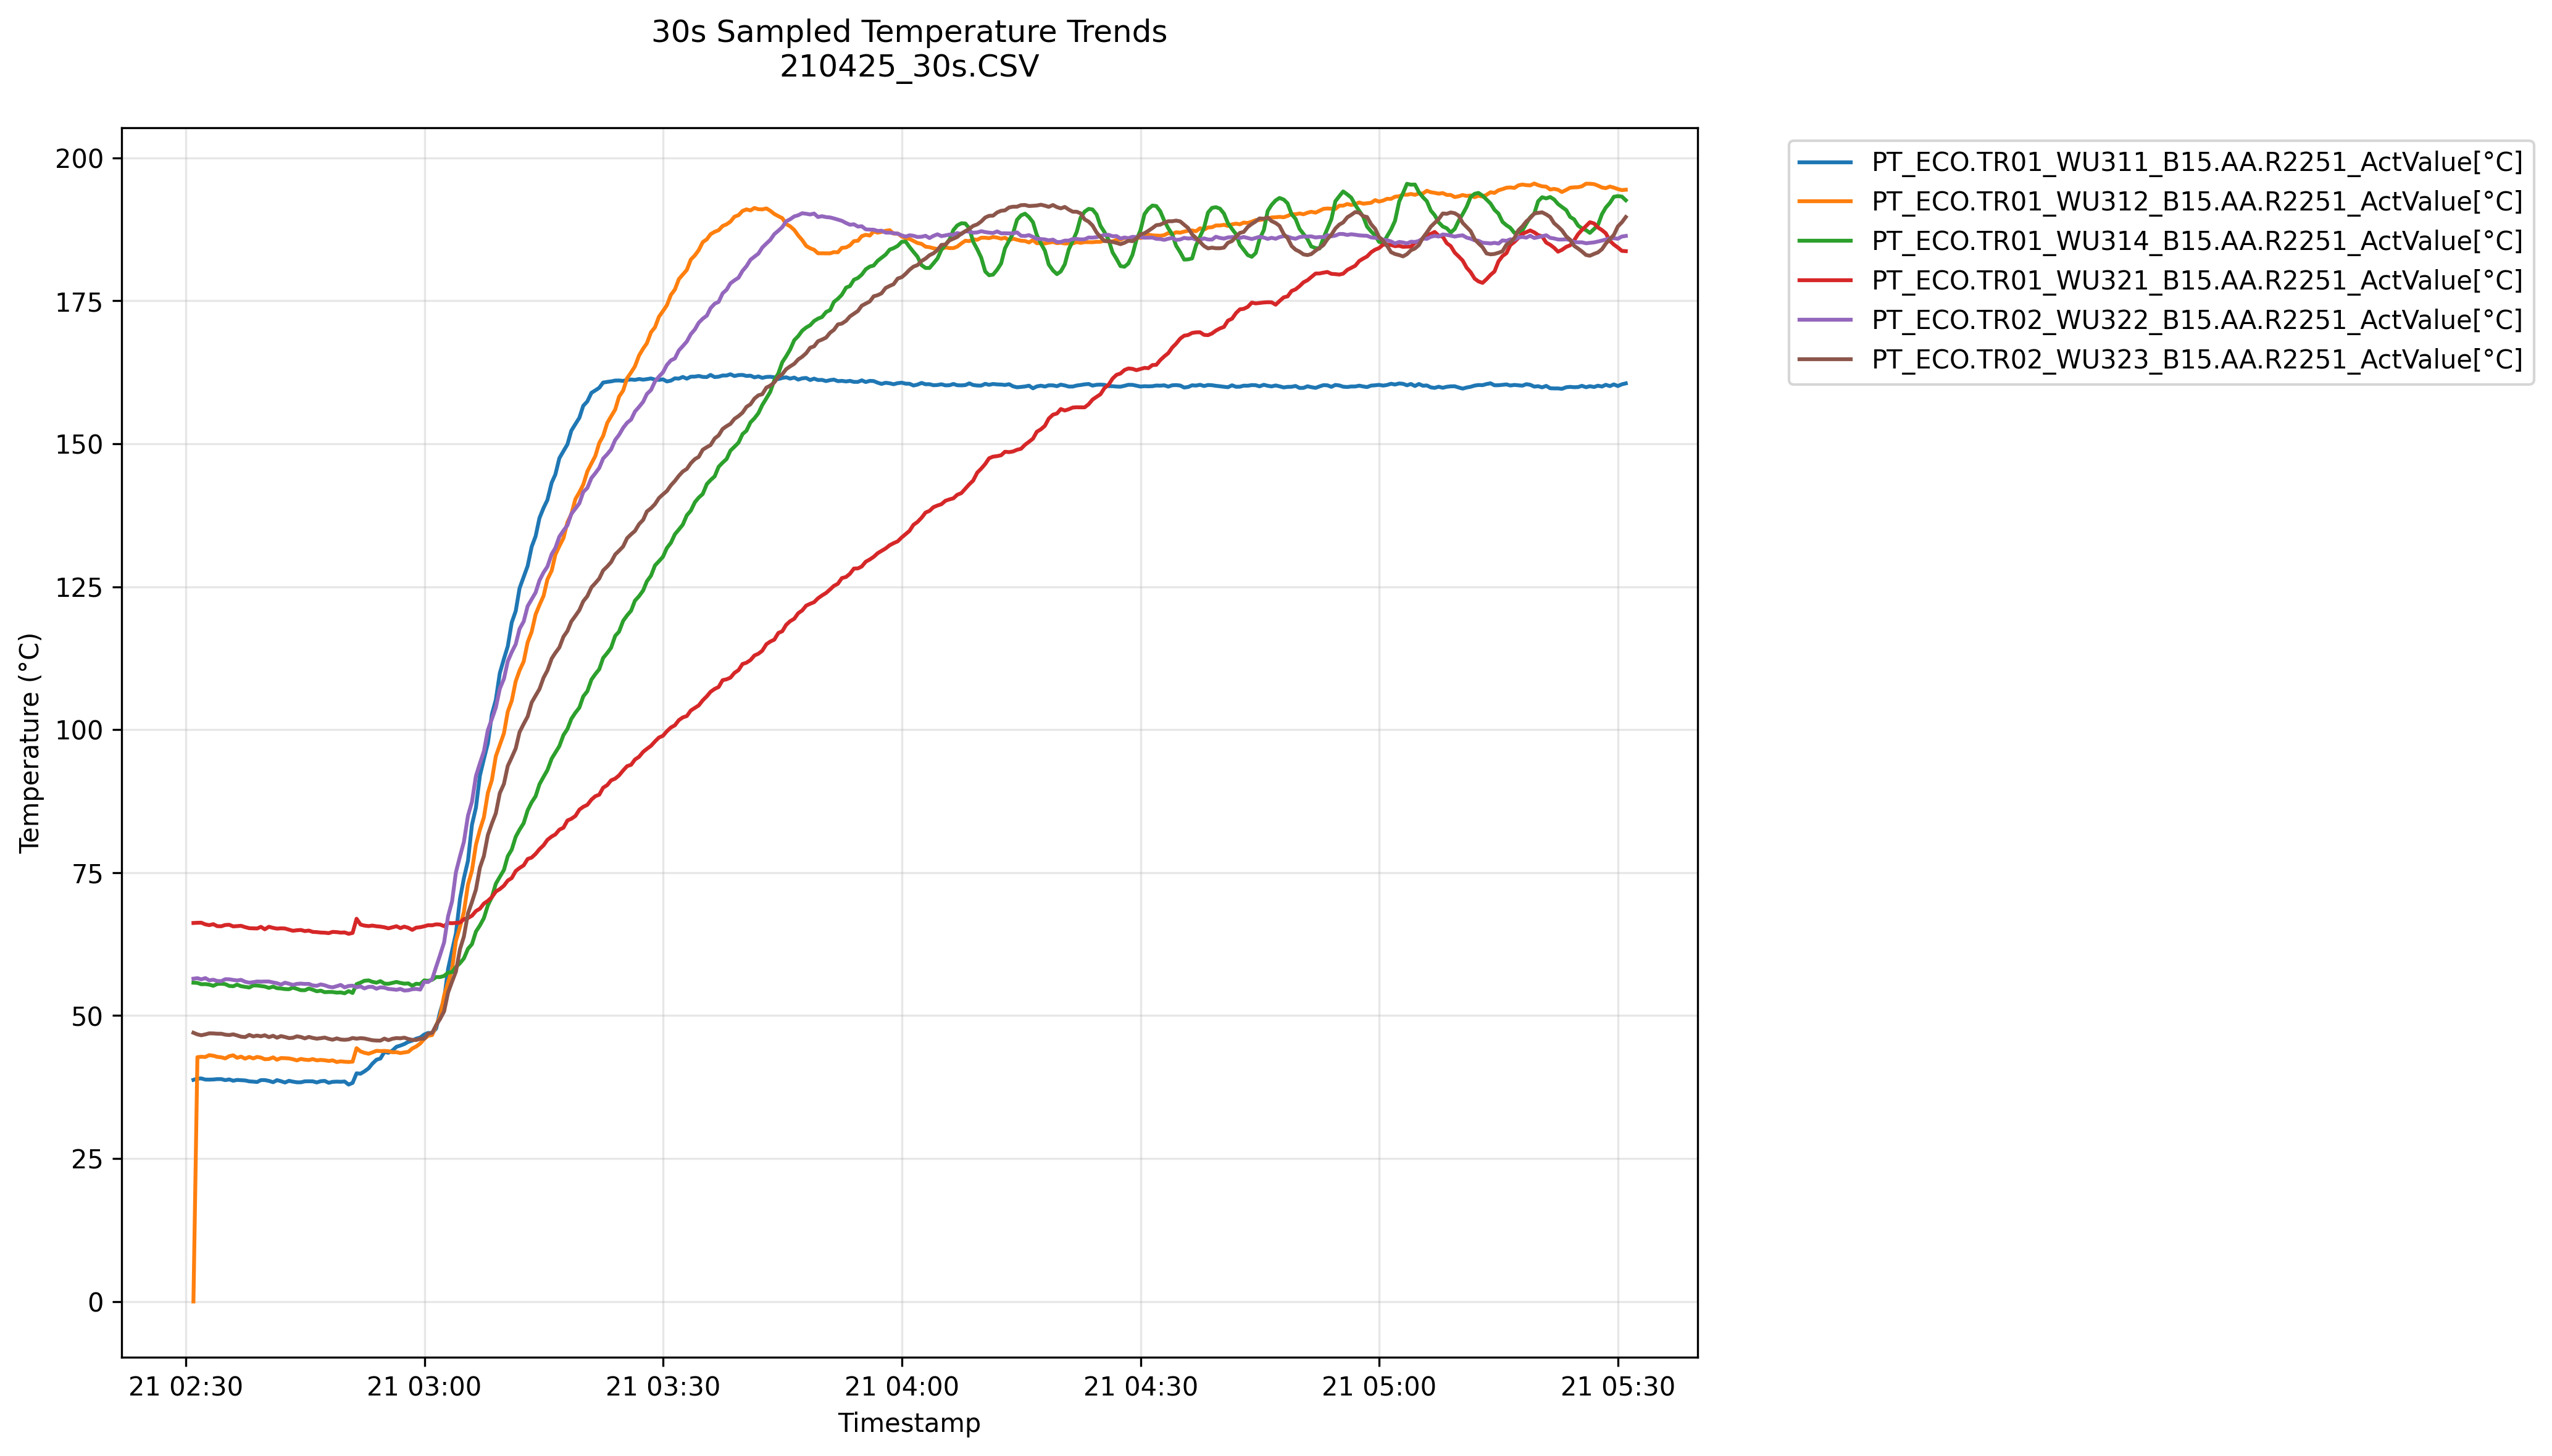 30s Sampled Temperature Trends
210425_30s.CSV
PT_ECO.TR01_WU311_B15.AA.R2251_ActValue[°C]
PT_ECO.TR01_WU312_B15.AA.R2251_ActValue[°C]
PT_ECO.TR01_WU314_B15.AA.R2251_ActValue[°C]
PT_ECO.TR01_WU321_B15.AA.R2251_ActValue[°C]
PT_ECO.TR02_WU322_B15.AA.R2251_ActValue[°C]
PT_ECO.TR02_WU323_B15.AA.R2251_ActValue[°C]
Temperature (°C)
200
175
150
125
100
75
50
25
0
21 02:30
21 03:00
21 03:30
21 04:00
21 04:30
21 05:00
21 05:30
Timestamp